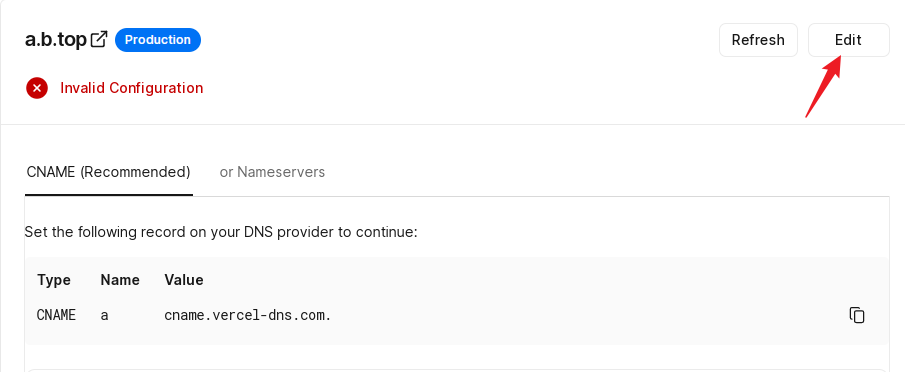 a.b.top Production Refresh Edit
Invalid Configuration
CNAME (Recommended) or Nameservers
Set the following record on your DNS provider to continue:
Type Name Value
CNAME a cname.vercel-dns.com.